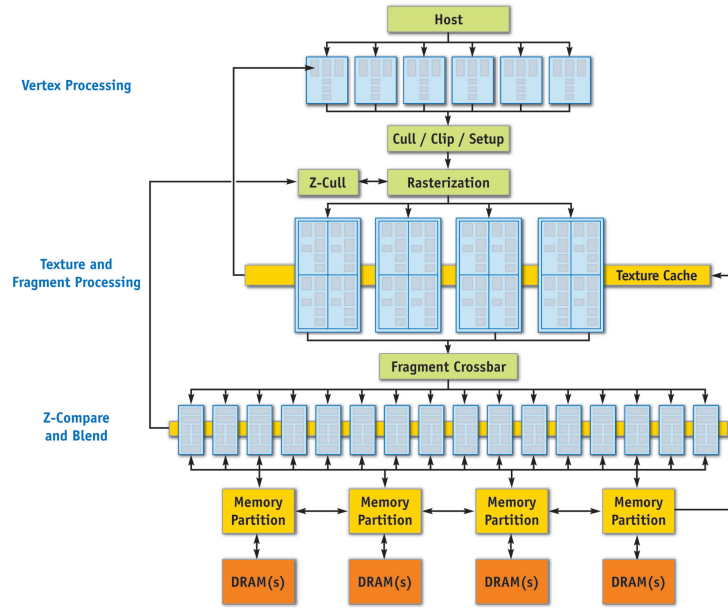 Host
Vertex Processing
Cull / Clip / Setup
Z-Cull
Rasterization
Texture and
Fragment Processing
Texture Cache
Fragment Crossbar
Z-Compare
and Blend
Memory
Partition
Memory
Partition
Memory
Partition
Memory
Partition
DRAM(s)
DRAM(s)
DRAM(s)
DRAM(s)